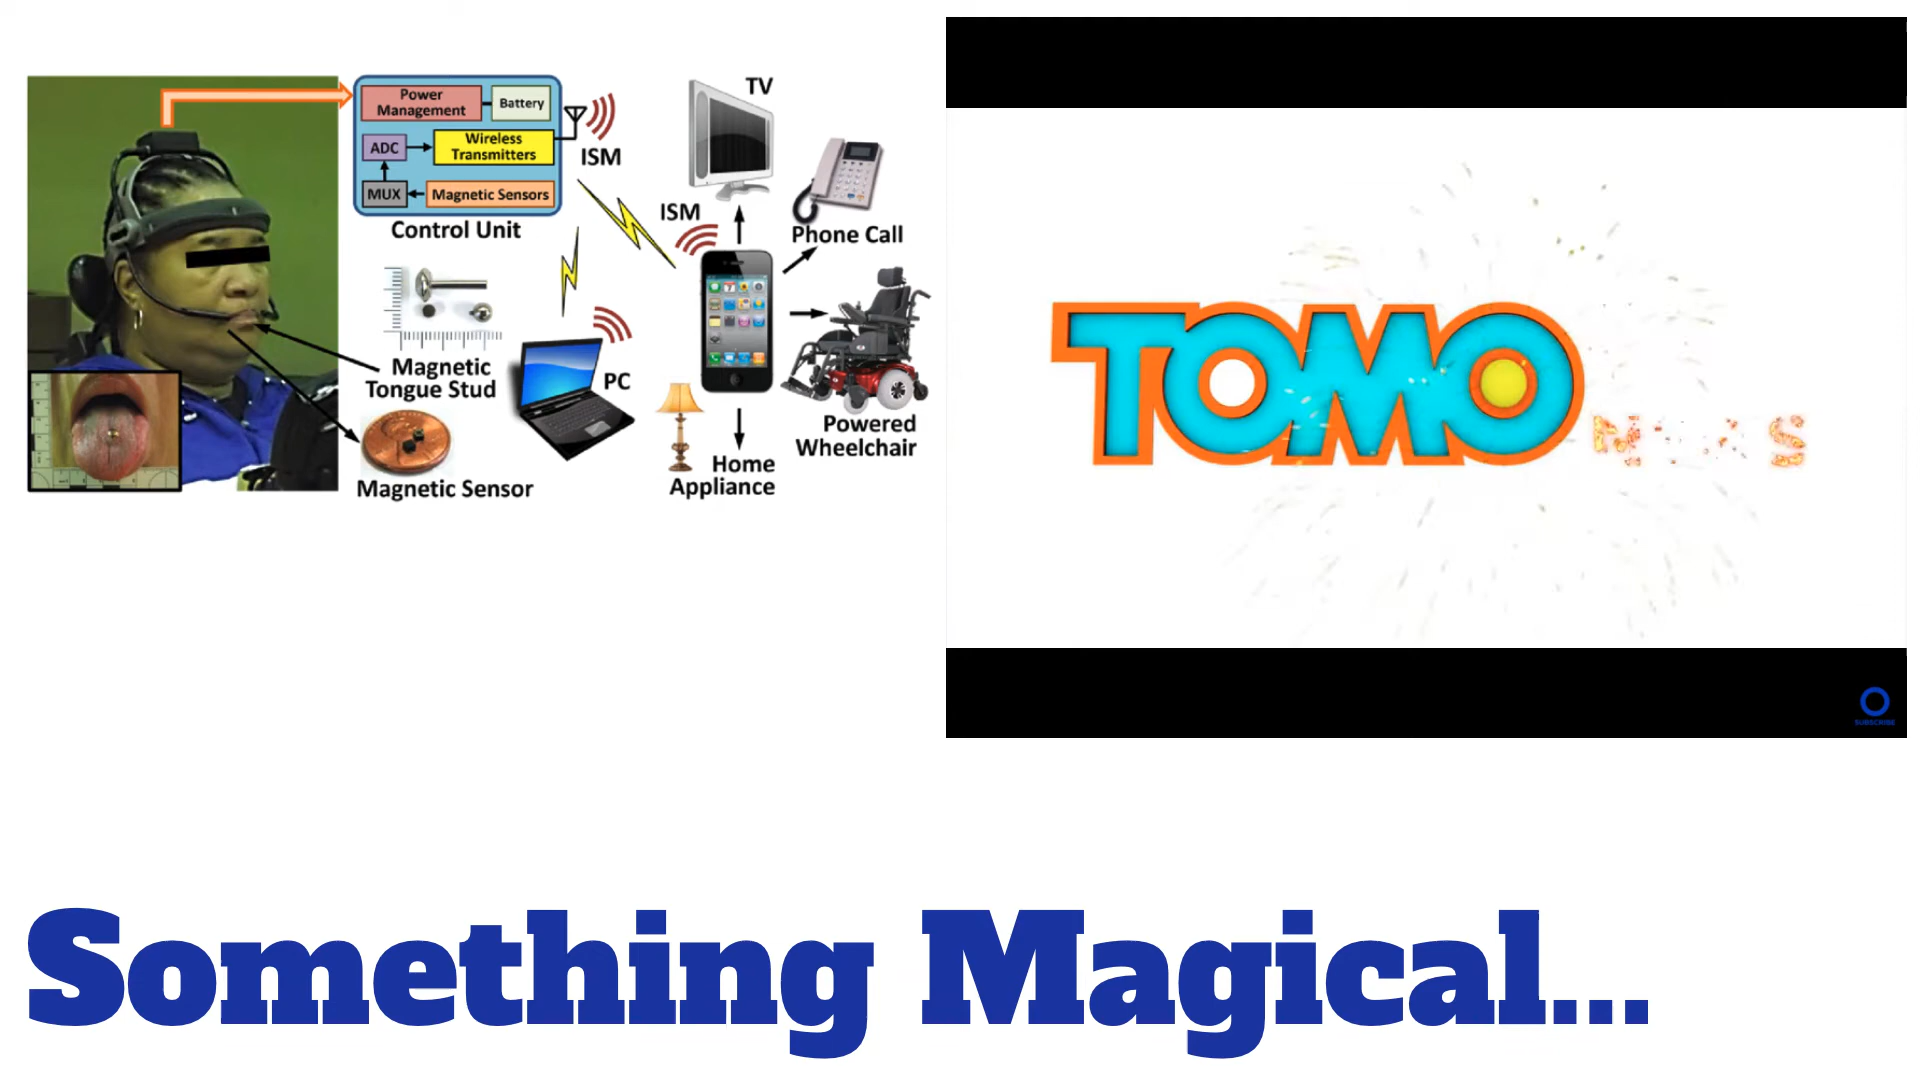 Power
Management
Battery
ADC
Wireless
Transmitters
MUX
Magnetic Sensors
Control Unit
ISM
ISM
TV
Phone Call
Magnetic
Tongue Stud
Magnetic Sensor
PC
Powered
Wheelchair
Home
Appliance
TOMO
SUBSCRIBE
Something Magical...